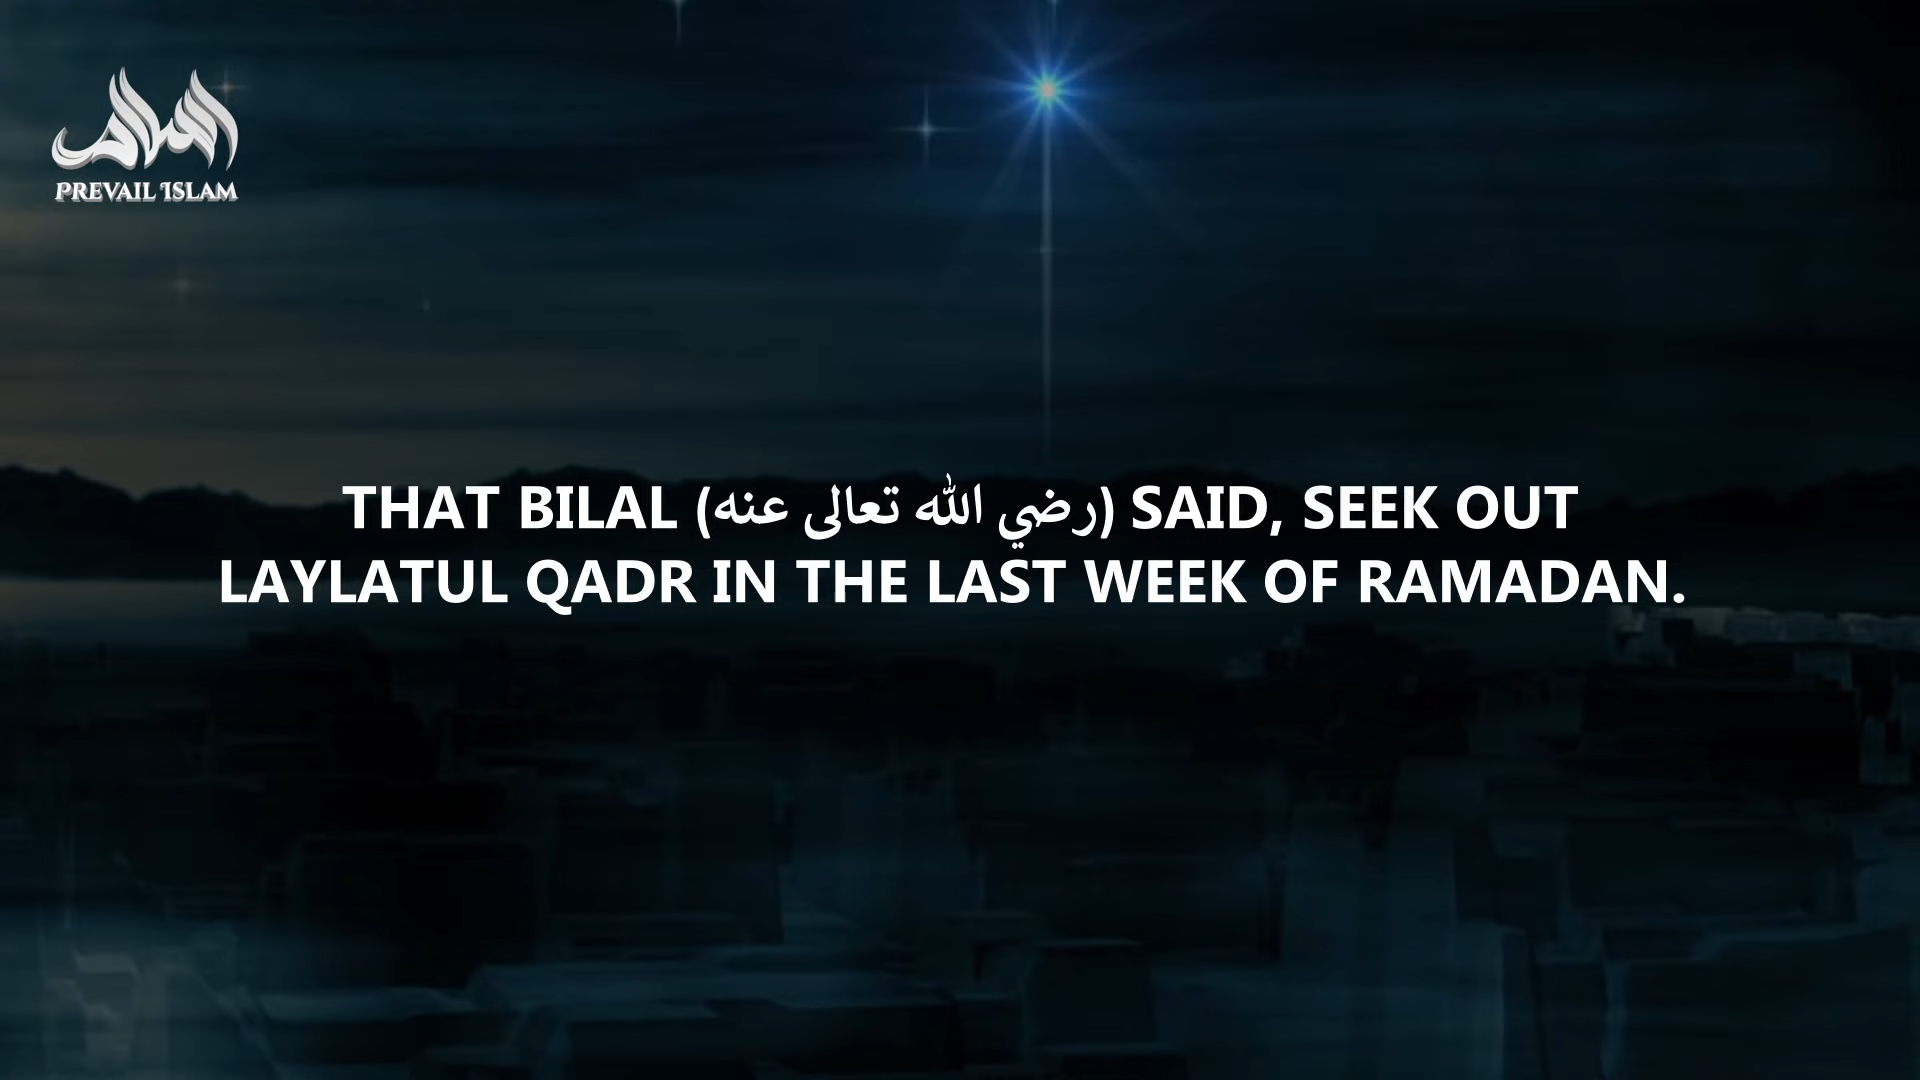 PREVAIL ISLAM
THAT BILAL (رضي الله تعالى عنه) SAID, SEEK OUT
LAYLATUL QADR IN THE LAST WEEK OF RAMADAN.